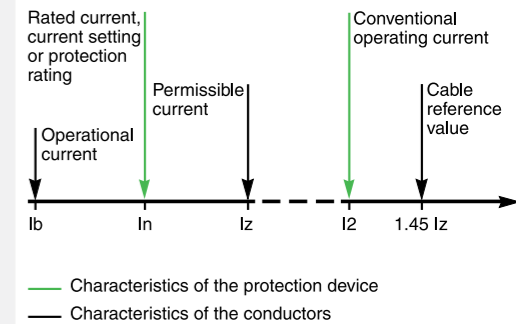 Rated current,
current setting
or protection
rating
Conventional
operating current
Permissible
current
Cable
reference
value
Operational
current
Ib
In
Iz
I2
1.45 Iz
Characteristics of the protection device
Characteristics of the conductors